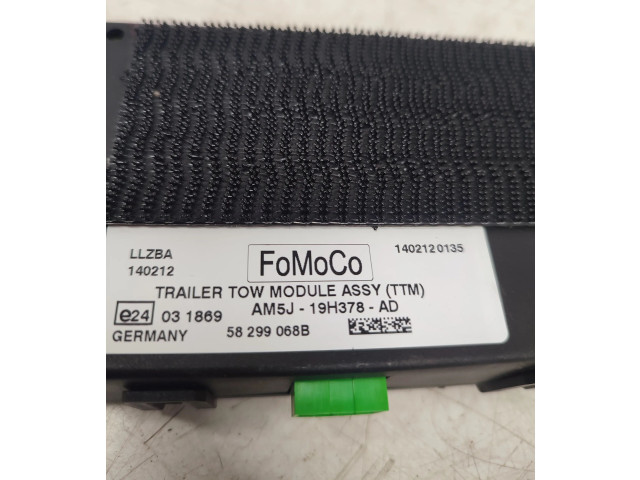 LLZBA
140212
FoMoCo
1402120135
TRAILER TOW MODULE ASSY (TTM)
e24 03 1869
AM5J - 19H378 - AD
GERMANY
58 299 068B